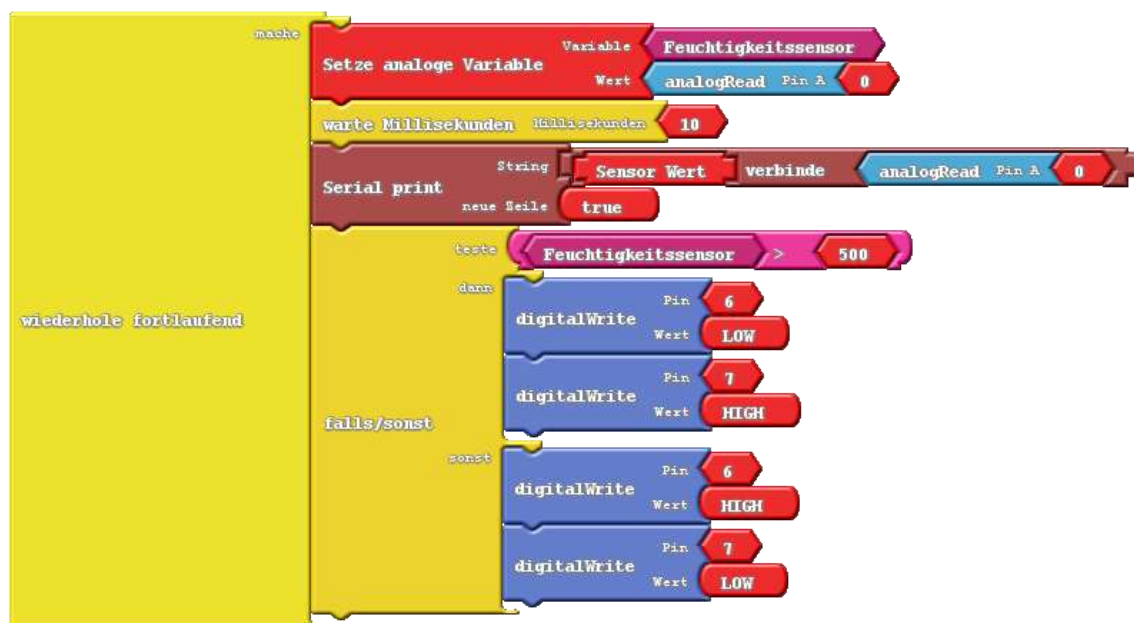 mache
Variable Feuchtigkeitssensor
Setze analoge Variable
Wert analogRead Pin A 0
warte Millisekunden Millisekunden 10
String Sensor Wert verbinde analogRead Pin A 0
Serial print
neue Zeile true
teste Feuchtigkeitssensor > 500
dann
Pin 6
wiederhole fortlaufend
digitalWrite
Wert LOW
Pin 7
digitalWrite
Wert HIGH
falls/sonst
sonst
Pin 6
digitalWrite
Wert HIGH
Pin 7
digitalWrite
Wert LOW